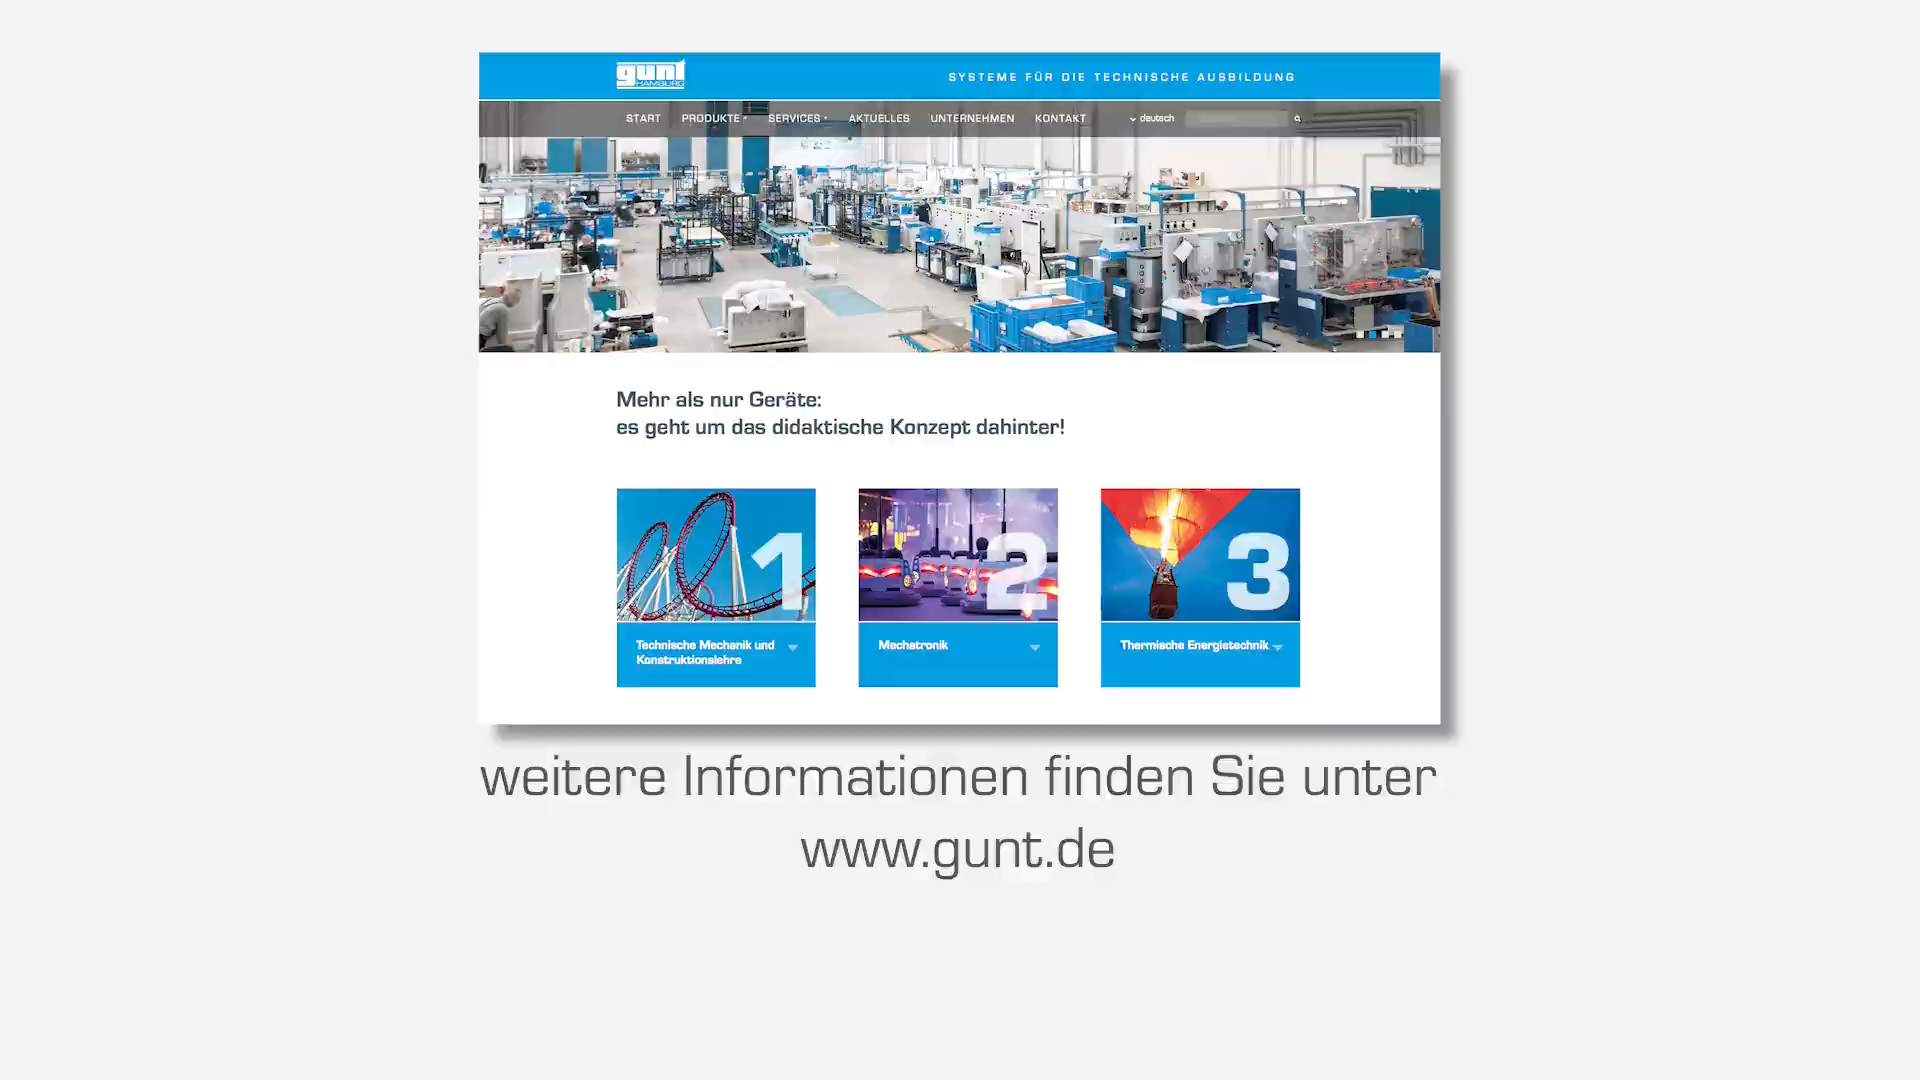 gunt
HAMBURG
SYSTEME FÜR DIE TECHNISCHE AUSBILDUNG
START PRODUKTE SERVICES AKTUELLES UNTERNEHMEN KONTAKT deutsch
Mehr als nur Geräte:
es geht um das didaktische Konzept dahinter!
1 2 3
Technische Mechanik und
Konstruktionslehre
Mechatronik
Thermische Energietechnik
weitere Informationen finden Sie unter
www.gunt.de